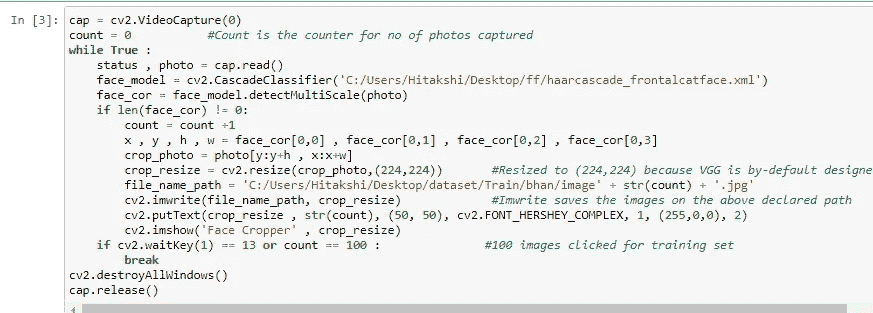 In [3]: cap = cv2.VideoCapture(0)
count = 0 #Count is the counter for no of photos captured
while True :
status , photo = cap.read()
face_model = cv2.CascadeClassifier('C:/Users/Hitakshi/Desktop/ff/haarcascade_frontalcatface.xml')
face_cor = face_model.detectMultiScale(photo)
if len(face_cor) != 0:
count = count +1
x , y , h , w = face_cor[0,0] , face_cor[0,1] , face_cor[0,2] , face_cor[0,3]
crop_photo = photo[y:y+h , x:x+w]
crop_resize = cv2.resize(crop_photo,(224,224)) #Resized to (224,224) because VGG is by-default designe
file_name_path = 'C:/Users/Hitakshi/Desktop/dataset/Train/bhan/image' + str(count) + '.jpg'
cv2.imwrite(file_name_path, crop_resize) #Imwrite saves the images on the above declared path
cv2.putText(crop_resize , str(count), (50, 50), cv2.FONT_HERSHEY_COMPLEX, 1, (255,0,0), 2)
cv2.imshow('Face Cropper' , crop_resize)
if cv2.waitKey(1) == 13 or count == 100 : #100 images clicked for training set
break
cv2.destroyAllWindows()
cap.release()